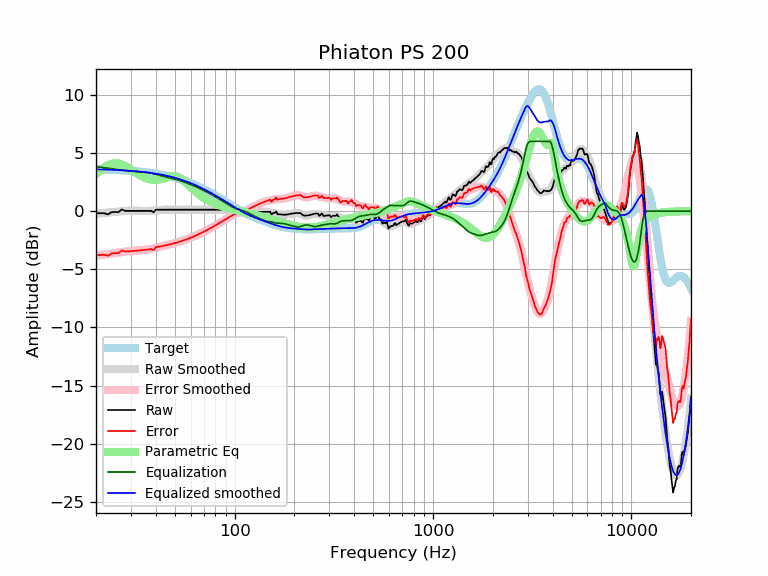 Phiaton PS 200
Amplitude (dBr)
10
5
0
−5
−10
−15
−20
−25
Target
Raw Smoothed
Error Smoothed
Raw
Error
Parametric Eq
Equalization
Equalized smoothed
100
1000
10000
Frequency (Hz)